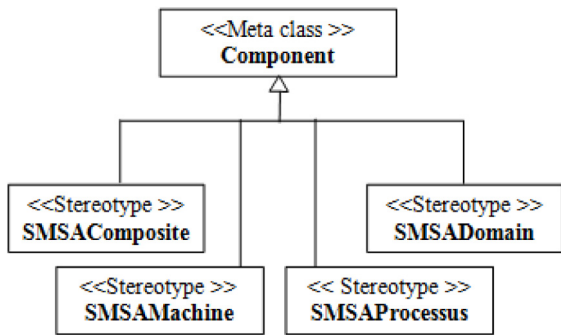 <<Meta class >>
Component
<<Stereotype >>
SMSAComposite
<<Stereotype >>
SMSADomain
<<Stereotype >>
SMSAMachine
<< Stereotype >>
SMSAProcessus